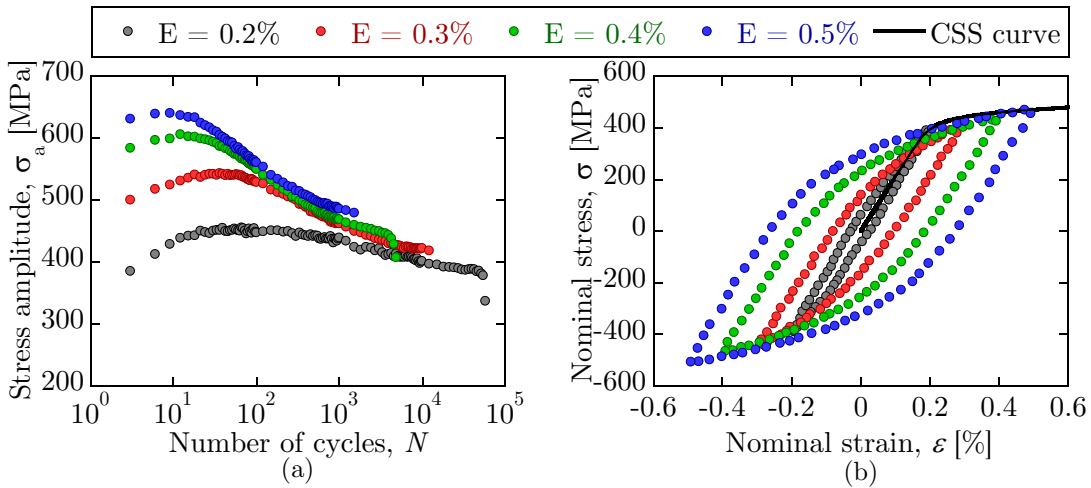 E = 0.2% E = 0.3% E = 0.4% E = 0.5% CSS curve
Stress amplitude, σa [MPa]
700
600
500
400
300
200
10^0 10^1 10^2 10^3 10^4 10^5
Number of cycles, N
(a)
Nominal stress, σ [MPa]
600
400
200
0
-200
-400
-600
-0.6 -0.4 -0.2 0 0.2 0.4 0.6
Nominal strain, ε [%]
(b)